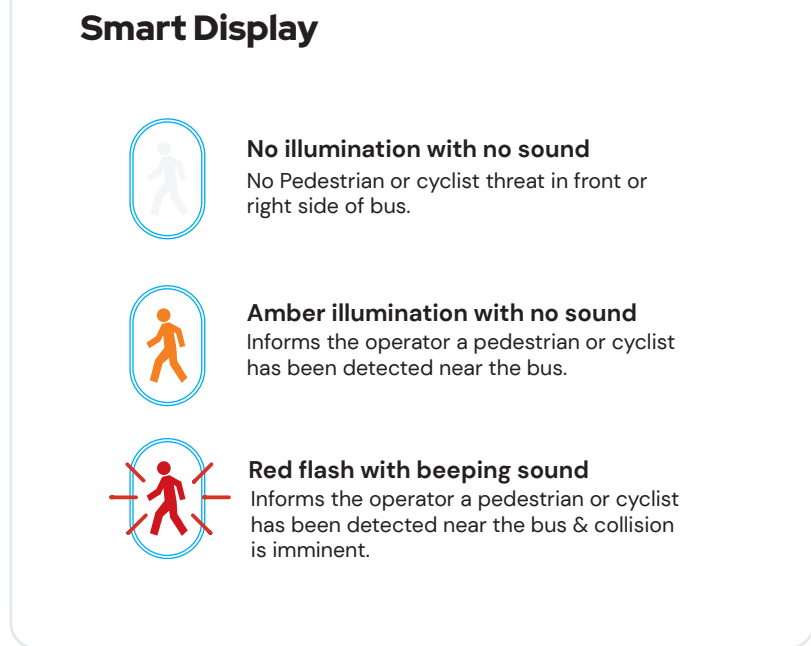 Smart Display
No illumination with no sound
No Pedestrian or cyclist threat in front or
right side of bus.
Amber illumination with no sound
Informs the operator a pedestrian or cyclist
has been detected near the bus.
Red flash with beeping sound
Informs the operator a pedestrian or cyclist
has been detected near the bus & collision
is imminent.